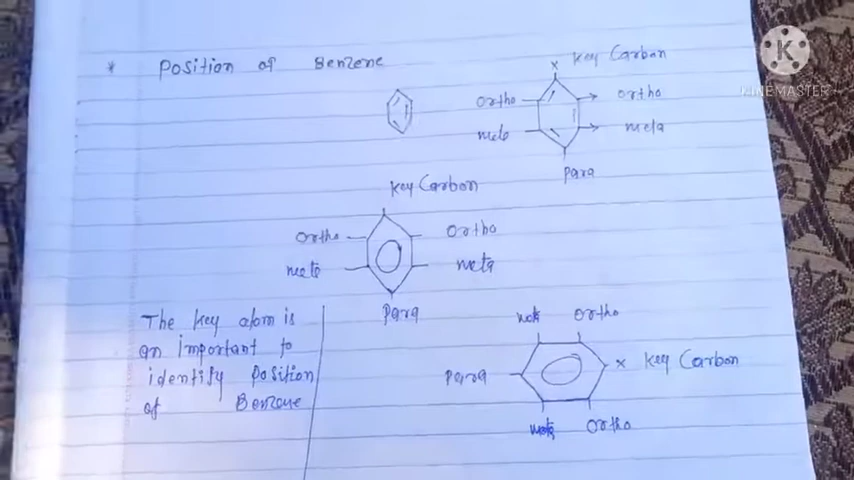 * Position of Benzene
x Key Carbon
Ortho Ortho
meta meta
Para
Key Carbon
Ortho Ortho
meta meta
Para
The key atom is
an important to
identify position
of Benzene
meta Ortho
Para x Key Carbon
meta Ortho
K
KINEMASTER